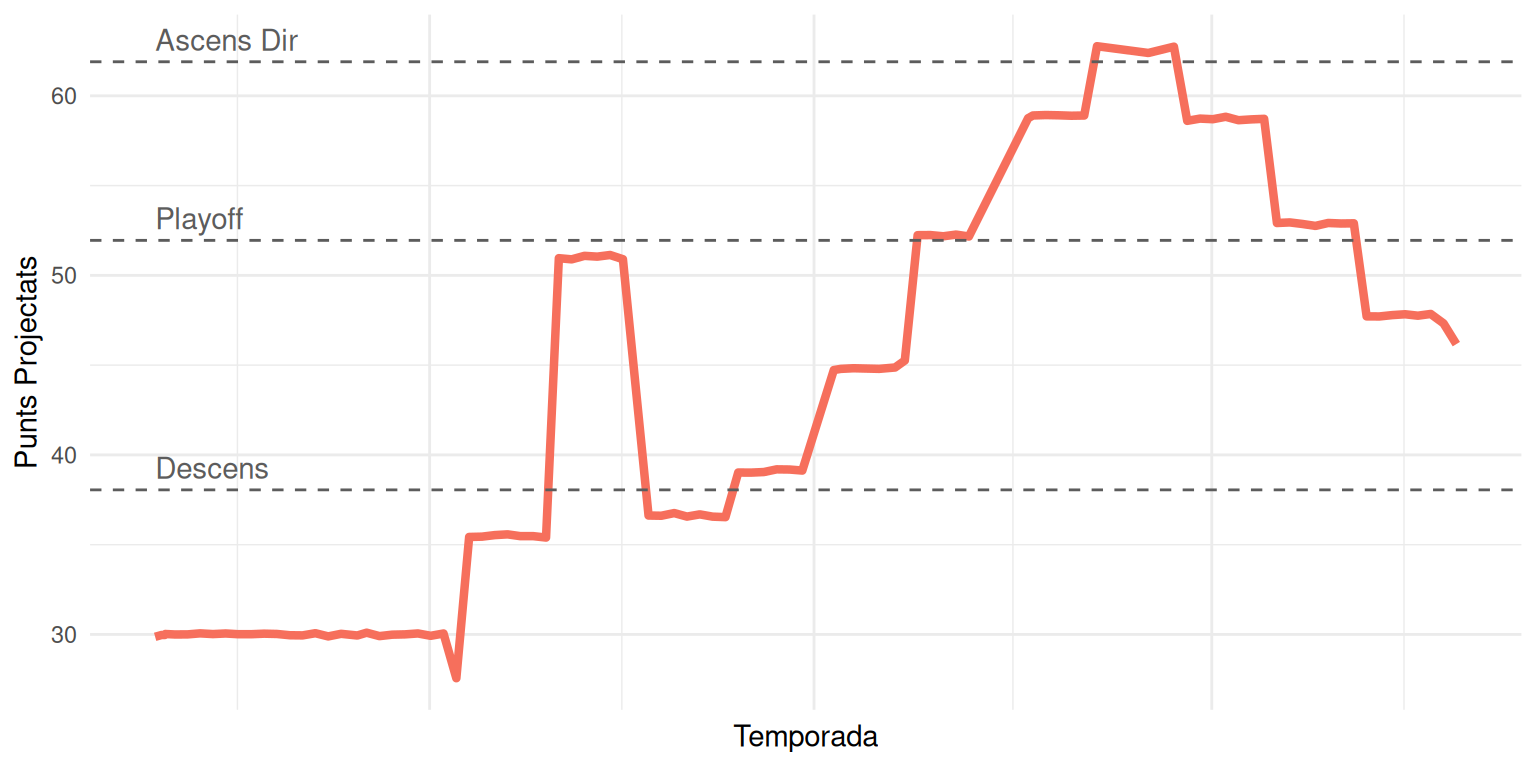 Ascens Dir
60
Playoff
50
Punts Projectats
40
Descens
30
Temporada